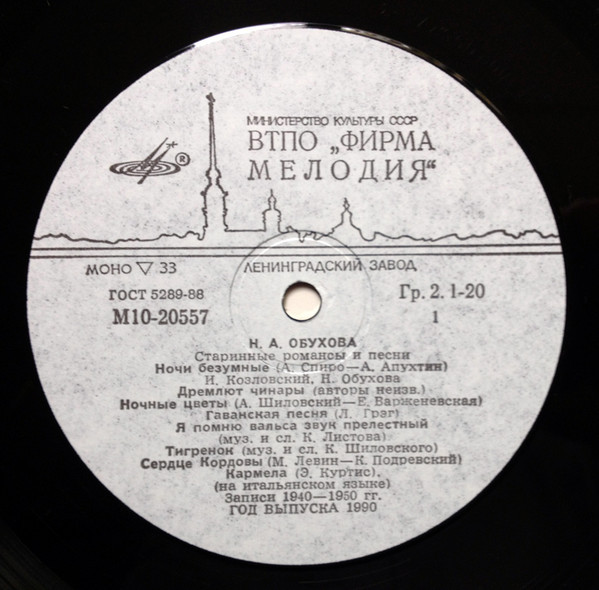 МИНИСТЕРСТВО КУЛЬТУРЫ СССР
ВТПО „ФИРМА
МЕЛОДИЯ“
®
МОНО ▽ 33
ЛЕНИНГРАДСКИЙ ЗАВОД
ГОСТ 5289-88
Гр. 2. 1-20
М10-20557
1
Н. А. ОБУХОВА
Старинные романсы и песни
Ночи безумные (А. Спиро—А. Апухтин)
И. Козловский, Н. Обухова
Дремлют чинары (авторы неизв.)
Ночные цветы (А. Шиловский—Е. Варженевская)
Гаванская песня (Л. Грэг)
Я помню вальса звук прелестный
(муз. и сл. К. Листова)
Тигренок (муз. и сл. К. Шиловского)
Сердце Кордовы (М. Левин—К. Подревский)
Кармела (Э. Куртис).
(на итальянском языке)
Записи 1940—1950 гг.
ГОД ВЫПУСКА 1990